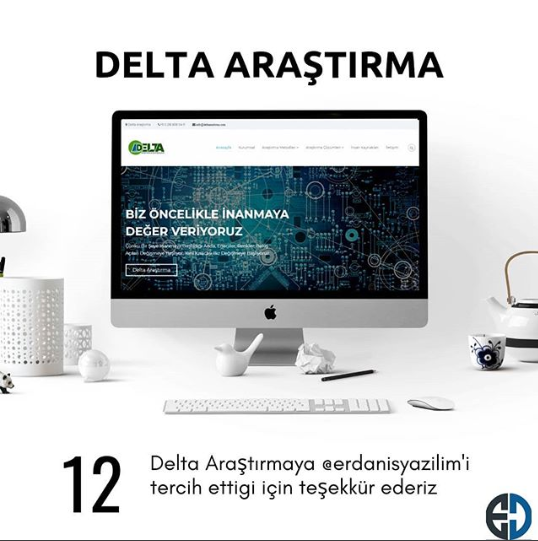 DELTA ARAŞTIRMA
DELTA
BİZ ÖNCELİKLE İNANMAYA
DEĞER VERİYORUZ
Delta Araştırma
12
Delta Araştırmaya @erdanisyazilim'i
tercih ettigi için teşekkür ederiz